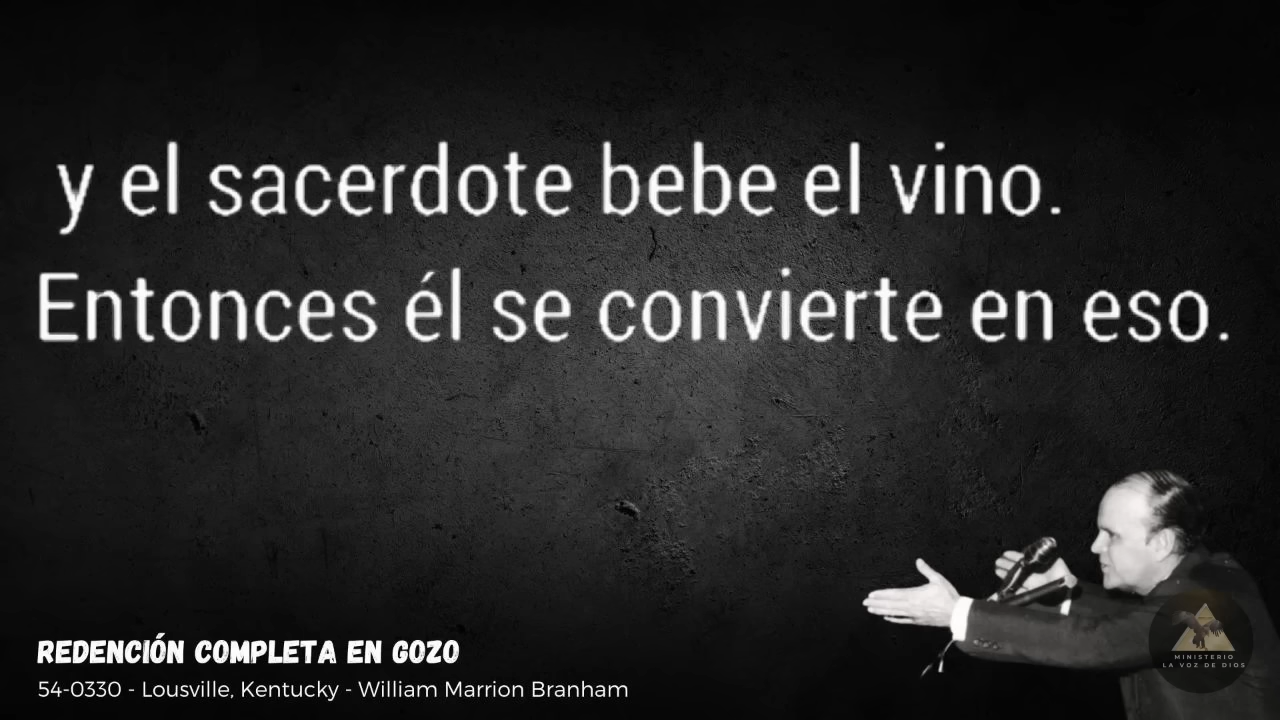 y el sacerdote bebe el vino.
Entonces él se convierte en eso.
REDENCIÓN COMPLETA EN GOZO
54-0330 - Lousville, Kentucky - William Marrion Branham
MINISTERIO
LA VOZ DE DIOS